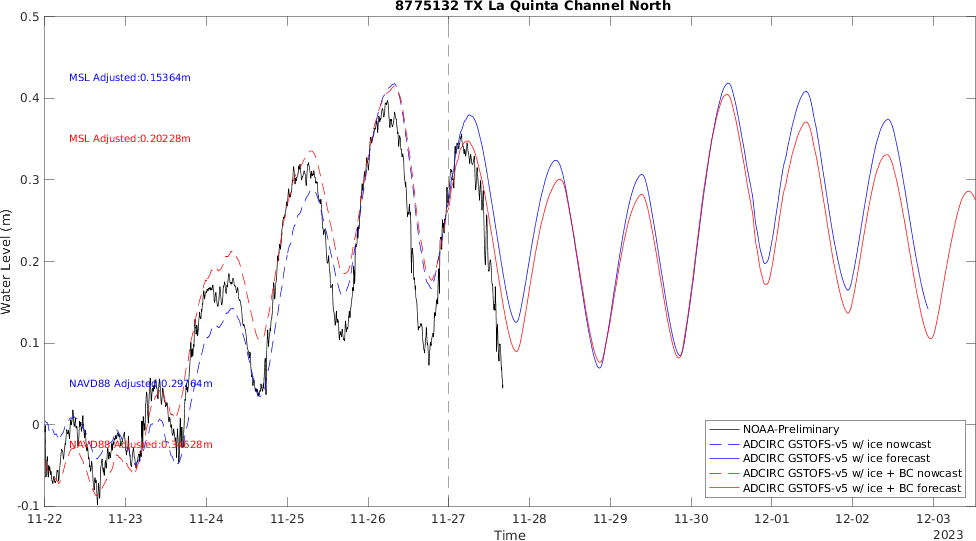 8775132 TX La Quinta Channel North
0.5
0.4
0.3
0.2
0.1
0
-0.1
Water Level (m)
MSL Adjusted:0.15364m
MSL Adjusted:0.20228m
NAVD88 Adjusted:0.29764m
NAVD88 Adjusted:0.34628m
NOAA-Preliminary
ADCIRC GSTOFS-v5 w/ ice nowcast
ADCIRC GSTOFS-v5 w/ ice forecast
ADCIRC GSTOFS-v5 w/ ice + BC nowcast
ADCIRC GSTOFS-v5 w/ ice + BC forecast
11-22 11-23 11-24 11-25 11-26 11-27 11-28 11-29 11-30 12-01 12-02 12-03
Time
2023